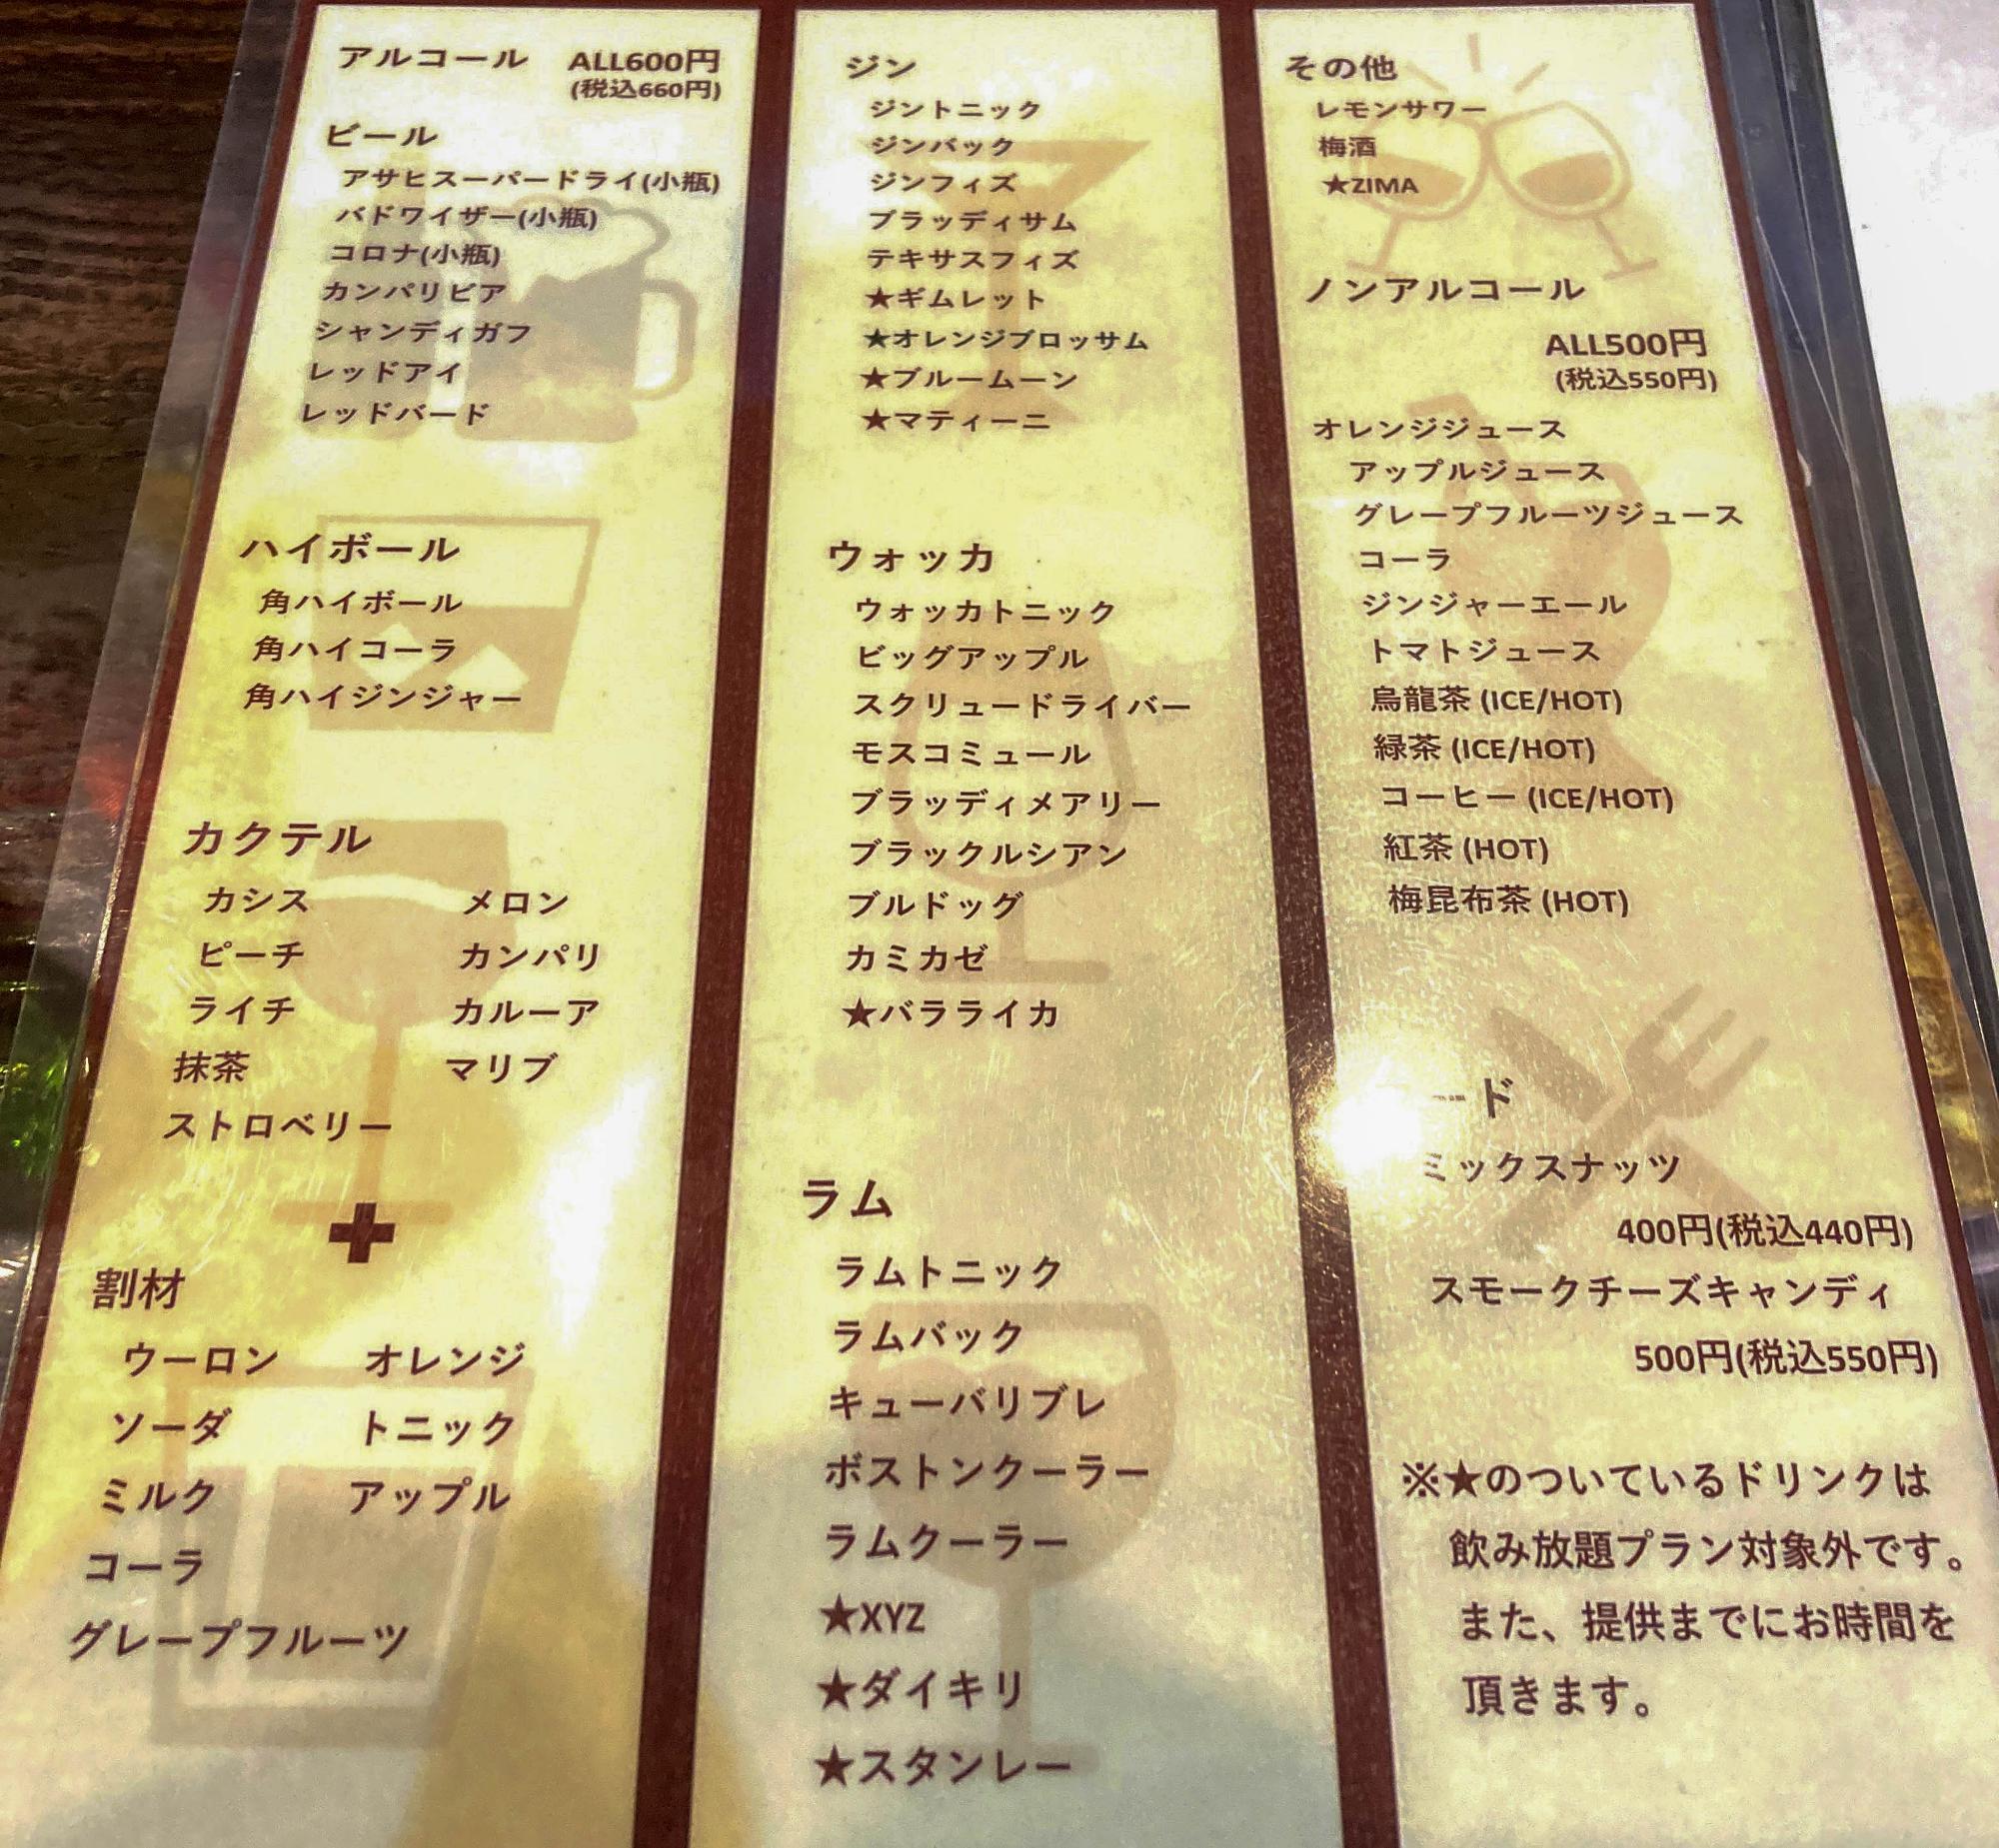 アルコール ALL600円
(税込660円)
ビール
アサヒスーパードライ(小瓶)
バドワイザー(小瓶)
コロナ(小瓶)
カンパリビア
シャンディガフ
レッドアイ
レッドバード
ハイボール
角ハイボール
角ハイコーラ
角ハイジンジャー
カクテル
カシス メロン
ピーチ カンパリ
ライチ カルーア
抹茶 マリブ
ストロベリー
+
割材
ウーロン オレンジ
ソーダ トニック
ミルク アップル
コーラ
グレープフルーツ
ジン
ジントニック
ジンバック
ジンフィズ
ブラッディサム
テキサスフィズ
★ギムレット
★オレンジブロッサム
★ブルームーン
★マティーニ
ウォッカ
ウォッカトニック
ビッグアップル
スクリュードライバー
モスコミュール
ブラッディメアリー
ブラックルシアン
ブルドッグ
カミカゼ
★バラライカ
ラム
ラムトニック
ラムバック
キューバリブレ
ボストンクーラー
ラムクーラー
★XYZ
★ダイキリ
★スタンレー
その他
レモンサワー
梅酒
★ZIMA
ノンアルコール
ALL500円
(税込550円)
オレンジジュース
アップルジュース
グレープフルーツジュース
コーラ
ジンジャーエール
トマトジュース
烏龍茶 (ICE/HOT)
緑茶 (ICE/HOT)
コーヒー (ICE/HOT)
紅茶 (HOT)
梅昆布茶 (HOT)
ード
ミックスナッツ
400円(税込440円)
スモークチーズキャンディ
500円(税込550円)
※★のついているドリンクは
飲み放題プラン対象外です。
また、提供までにお時間を
頂きます。